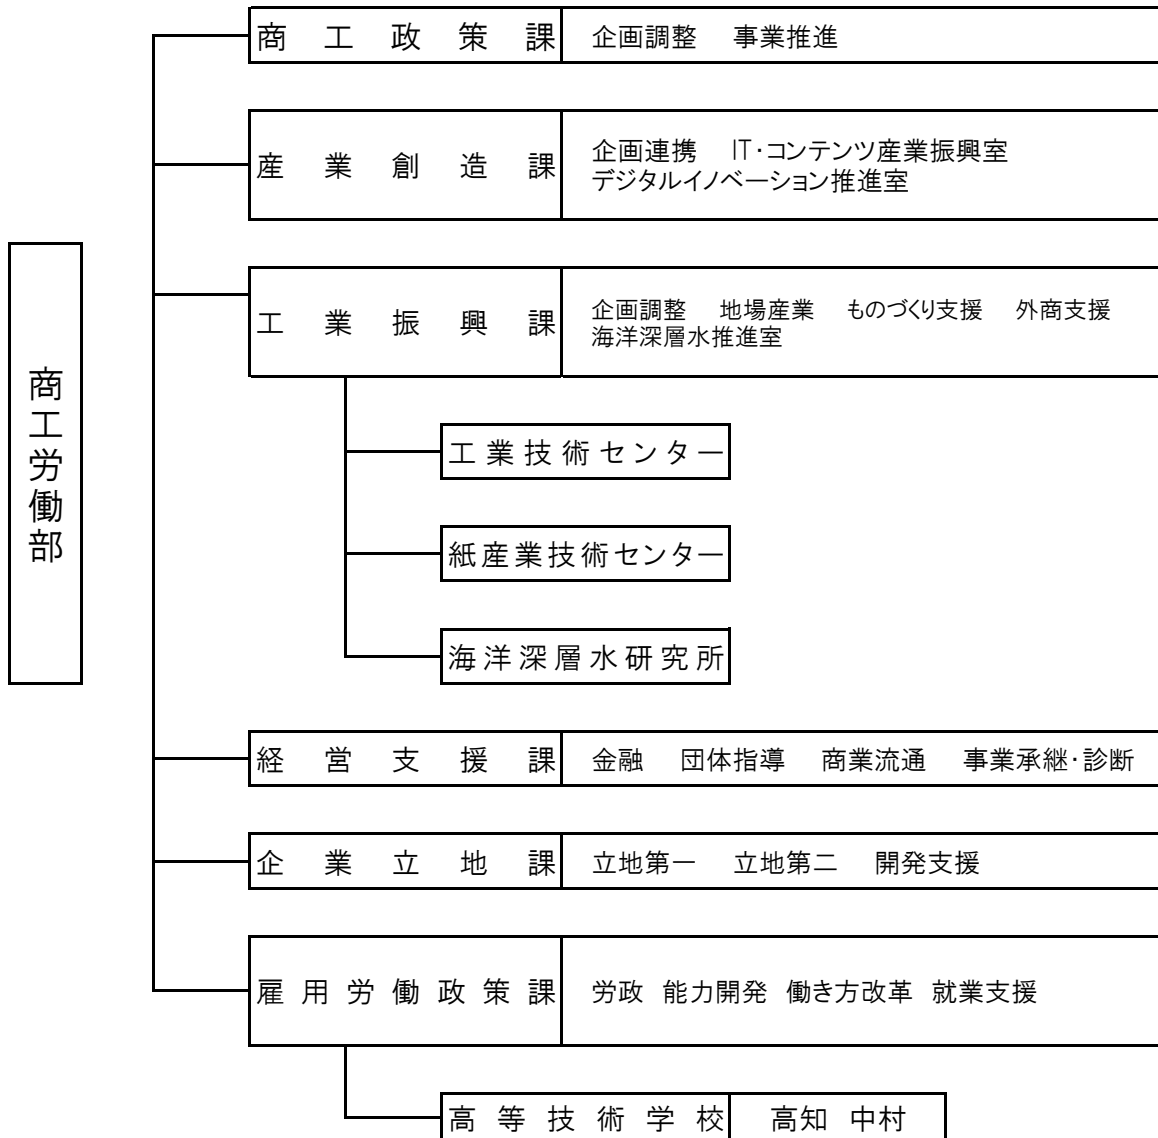 商工労働部
商工政策課 企画調整 事業推進
産業創造課 企画連携 IT・コンテンツ産業振興室
デジタルイノベーション推進室
工業振興課 企画調整 地場産業 ものづくり支援 外商支援
海洋深層水推進室
工業技術センター
紙産業技術センター
海洋深層水研究所
経営支援課 金融 団体指導 商業流通 事業承継・診断
企業立地課 立地第一 立地第二 開発支援
雇用労働政策課 労政 能力開発 働き方改革 就業支援
高等技術学校 高知 中村